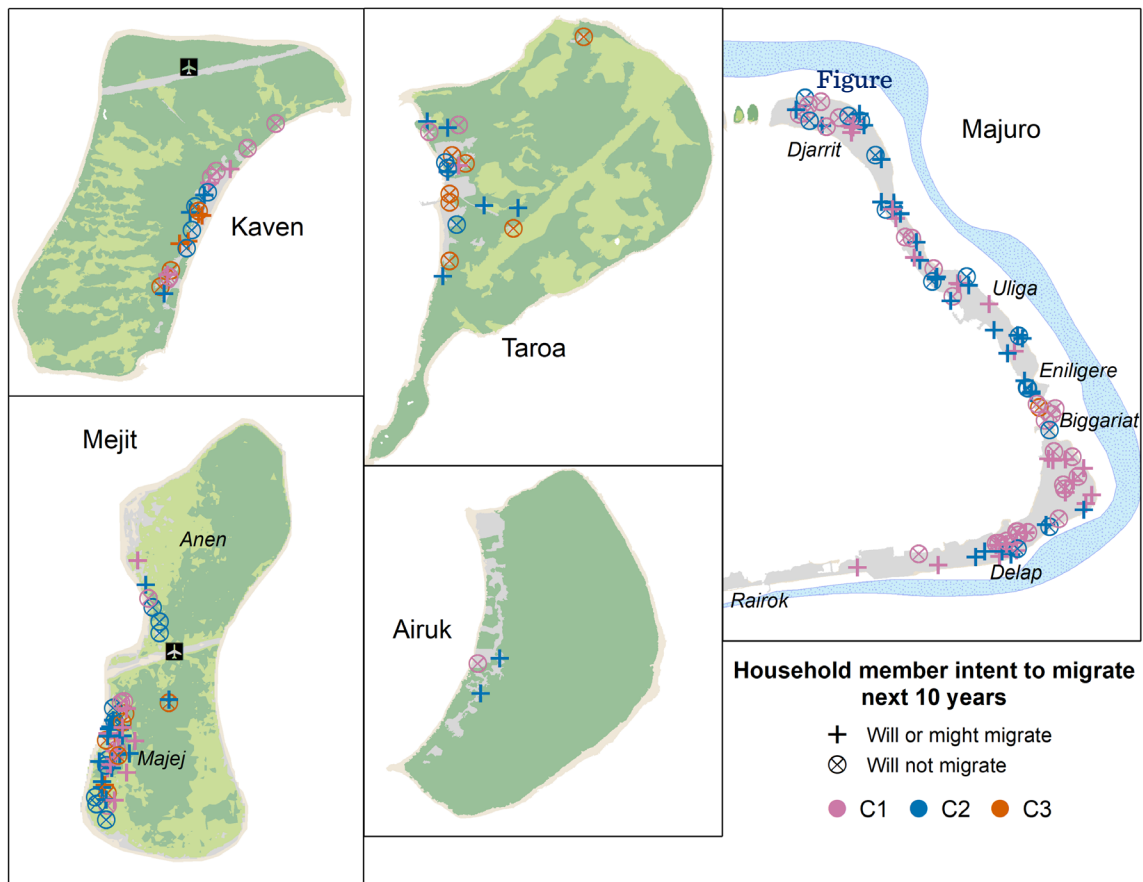 Figure
Majuro
Djarrit
Kaven
Uliga
Taroa
Eniligere
Biggariat
Mejit
Anen
Delap
Rairok
Airuk
Majej
Household member intent to migrate
next 10 years
Will or might migrate
Will not migrate
C1 C2 C3